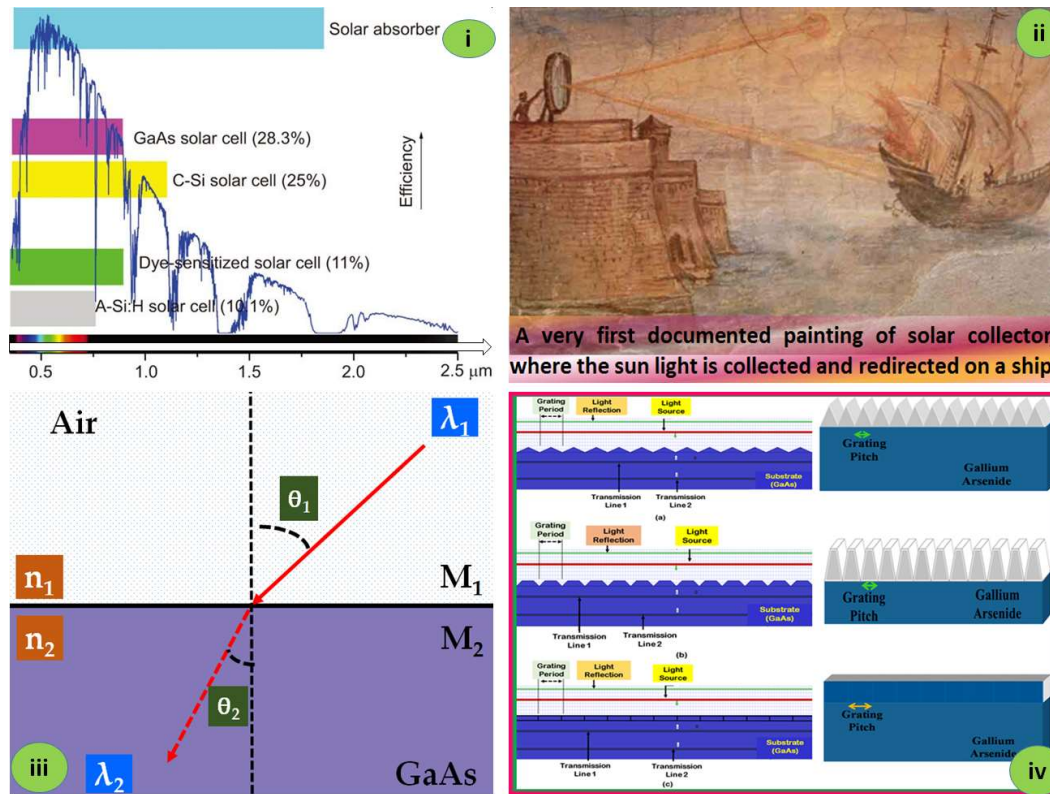 Solar absorber
i
GaAs solar cell (28.3%)
C-Si solar cell (25%)
Efficiency
Dye-sensitized solar cell (11%)
A-Si:H solar cell (10.1%)
0.5 1.0 1.5 2.0 2.5 μm
ii
A very first documented painting of solar collector
where the sun light is collected and redirected on a ship
Air
λ1
θ1
n1
M1
n2
M2
θ2
iii
λ2
GaAs
Grating
Period
Light
Reflection
Light
Source
Substrate
(GaAs)
Transmission
Line 1
Transmission
Line 2
(a)
Grating
Pitch
Gallium
Arsenide
Grating
Period
Light
Reflection
Light
Source
Substrate
(GaAs)
Transmission
Line 1
Transmission
Line 2
(b)
Grating
Pitch
Gallium
Arsenide
Grating
Period
Light
Reflection
Light
Source
Substrate
(GaAs)
Transmission
Line 1
Transmission
Line 2
(c)
Grating
Pitch
Gallium
Arsenide
iv